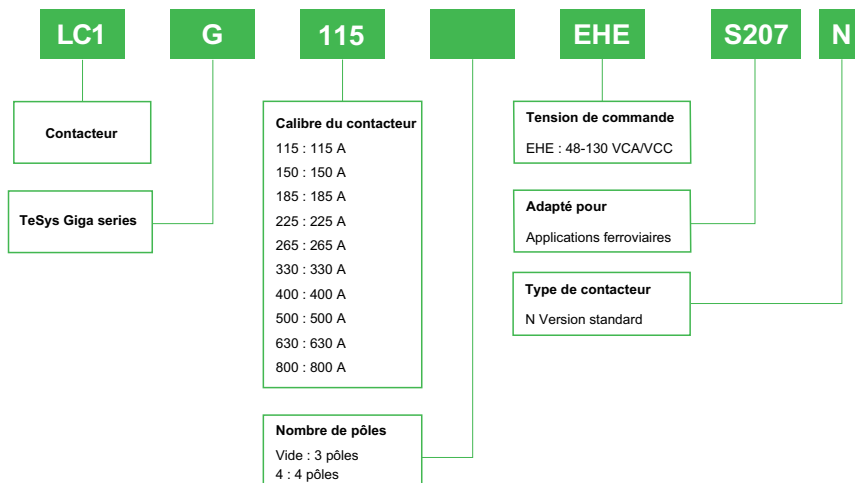 LC1
G
115
EHE
S207
N
Contacteur
TeSys Giga series
Calibre du contacteur
115 : 115 A
150 : 150 A
185 : 185 A
225 : 225 A
265 : 265 A
330 : 330 A
400 : 400 A
500 : 500 A
630 : 630 A
800 : 800 A
Nombre de pôles
Vide : 3 pôles
4 : 4 pôles
Tension de commande
EHE : 48-130 VCA/VCC
Adapté pour
Applications ferroviaires
Type de contacteur
N Version standard